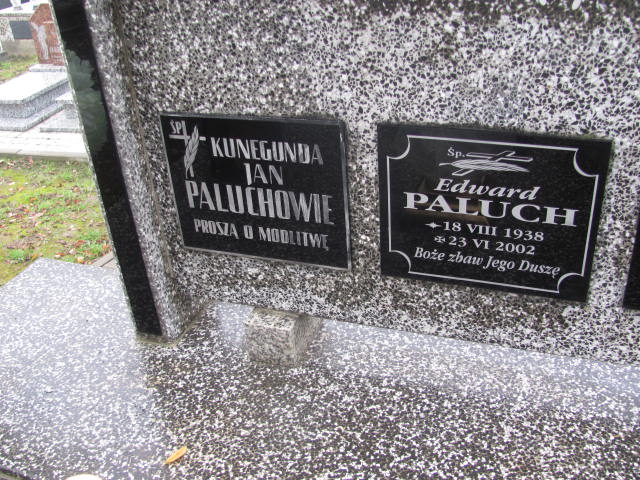 ŚP
KUNEGUNDA
JAN
PALUCHOWIE
PROSZĄ O MODLITWĘ
Śp.
Edward
PALUCH
18 VIII 1938
23 VI 2002
Boże zbaw Jego Duszę